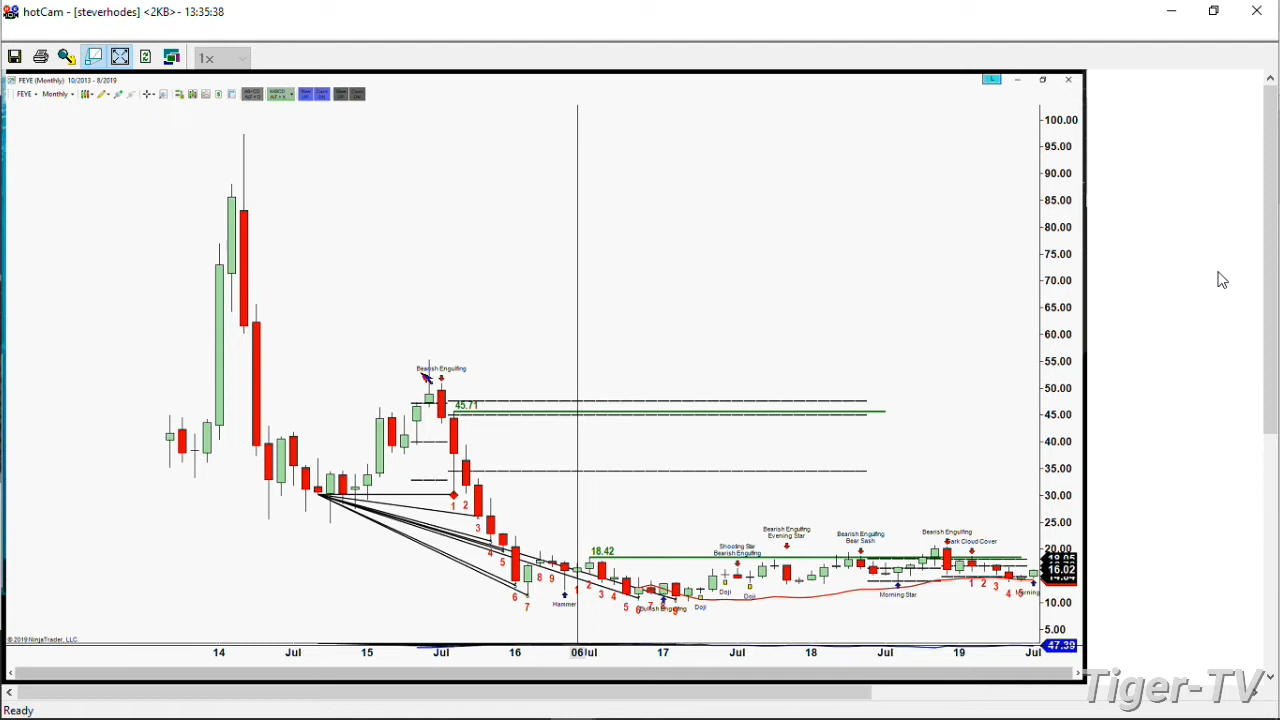 hotCam - [steverhodes] <2KB> - 13:35:38
1x
FEYE (Monthly) 10/2013 - 8/2019
L
FEYE Monthly
100.00
95.00
90.00
85.00
80.00
75.00
70.00
65.00
60.00
55.00
50.00
45.00
40.00
35.00
30.00
25.00
20.00
16.02
10.00
5.00
47.39
Bearish Engulfing
45.71
1 2
3
4
5
6
7
8 9
Hammer
18.42
1 2 3 4 5 6 7
Bullish Engulfing
Doji
Shooting Star
Bearish Engulfing
Doji
Doji
Bearish Engulfing
Evening Star
Bearish Engulfing
Bear Sash
Morning Star
Bearish Engulfing
Dark Cloud Cover
1 2 3 4 5
© 2019 NinjaTrader, LLC
14 Jul 15 Jul 16 06 Jul 17 Jul 18 Jul 19 Jul
Tiger-TV
Ready